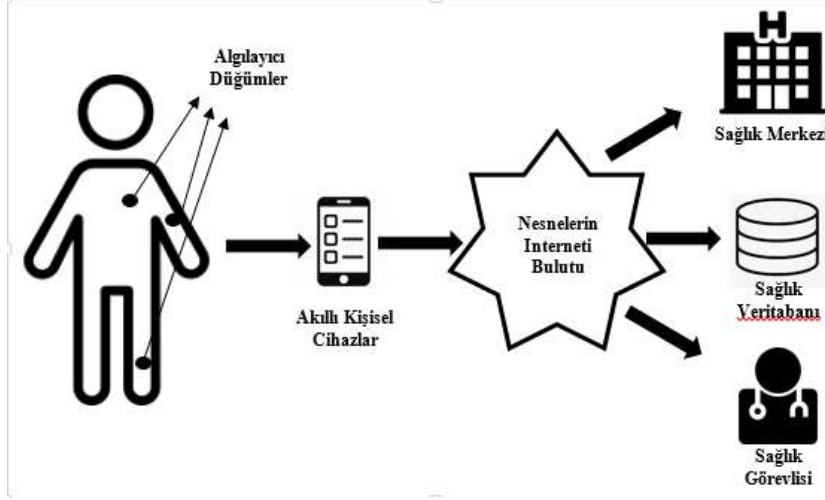 Algılayıcı
Düğümler
Akıllı Kişisel
Cihazlar
Nesnelerin
Interneti
Bulutu
H
Sağlık Merkezi
Sağlık
Veritabanı
Sağlık
Görevlisi